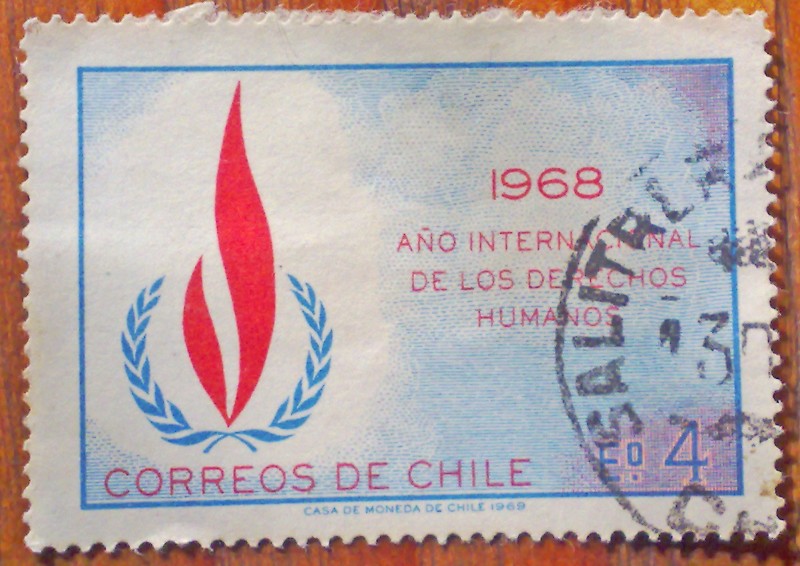 1968
AÑO INTERNACIONAL
DE LOS DERECHOS
HUMANOS
Eº 4
CORREOS DE CHILE
CASA DE MONEDA DE CHILE 1969